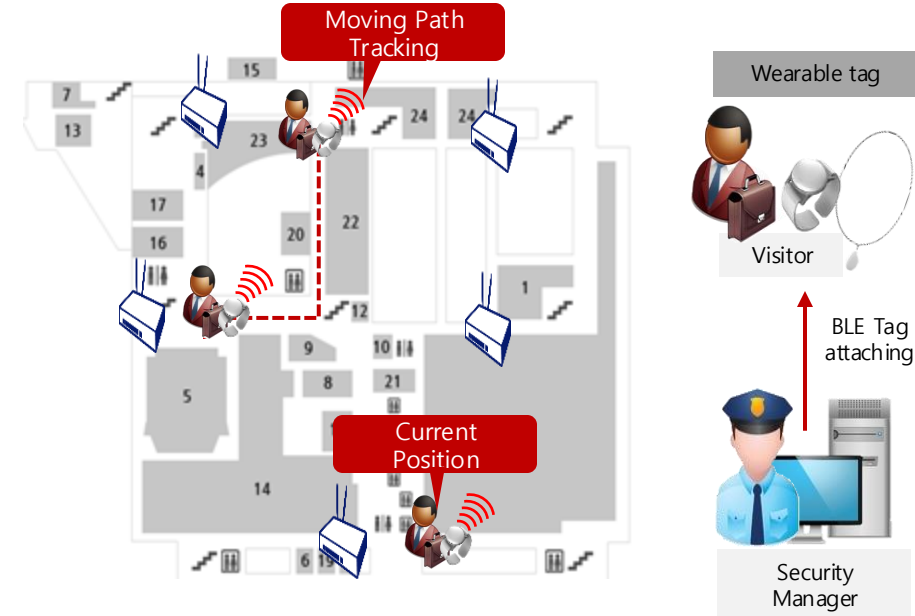 Moving Path
Tracking
15
7
13
24
24
23
4
17
16
20
22
1
12
9
10
8
21
5
Current
Position
14
6
19
Wearable tag
Visitor
BLE Tag
attaching
Security
Manager